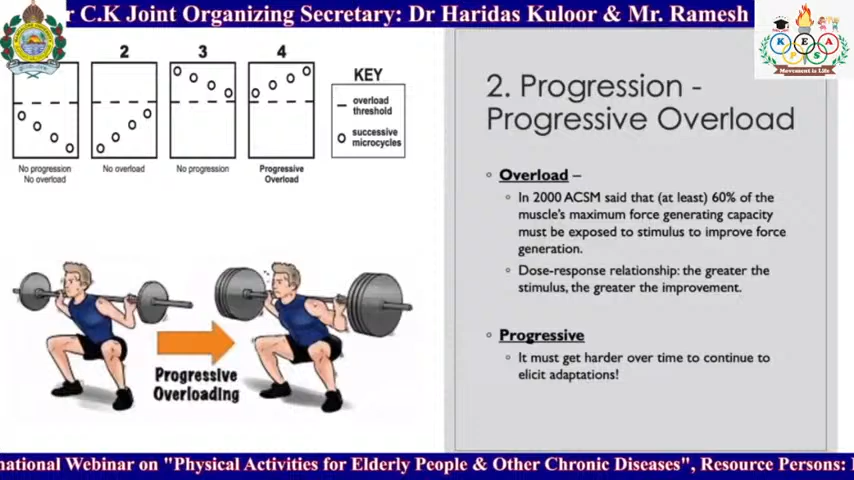 r C.K Joint Organizing Secretary: Dr Haridas Kuloor & Mr. Ramesh
2 3 4
KEY
overload
threshold
successive
microcycles
No progression
No overload
No overload
No progression
Progressive
Overload
Progressive
Overloading
K E A
P S
Movement is Life
2. Progression -
Progressive Overload
Overload –
In 2000 ACSM said that (at least) 60% of the
muscle's maximum force generating capacity
must be exposed to stimulus to improve force
generation.
Dose-response relationship: the greater the
stimulus, the greater the improvement.
Progressive
It must get harder over time to continue to
elicit adaptations!
national Webinar on "Physical Activities for Elderly People & Other Chronic Diseases", Resource Persons: